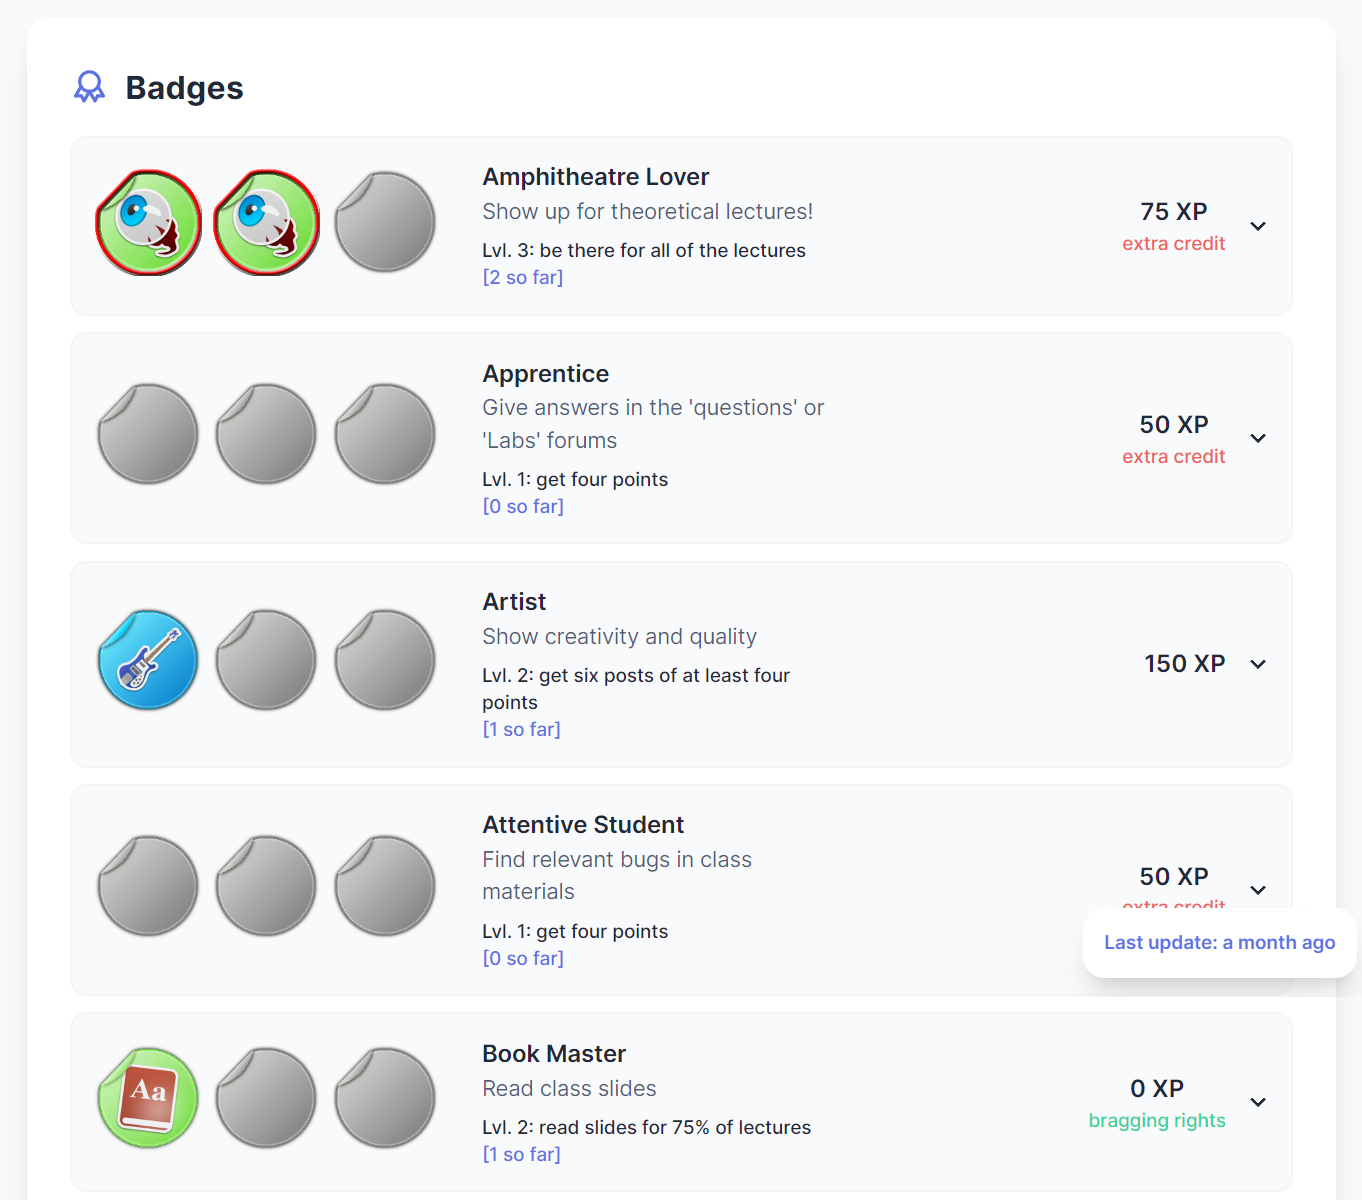 Badges
Amphitheatre Lover
Show up for theoretical lectures!
Lvl. 3: be there for all of the lectures
[2 so far]
75 XP
extra credit
Apprentice
Give answers in the 'questions' or
'Labs' forums
Lvl. 1: get four points
[0 so far]
50 XP
extra credit
Artist
Show creativity and quality
Lvl. 2: get six posts of at least four
points
[1 so far]
150 XP
Attentive Student
Find relevant bugs in class
materials
Lvl. 1: get four points
[0 so far]
50 XP
extra credit
Last update: a month ago
Aa
Book Master
Read class slides
Lvl. 2: read slides for 75% of lectures
[1 so far]
0 XP
bragging rights